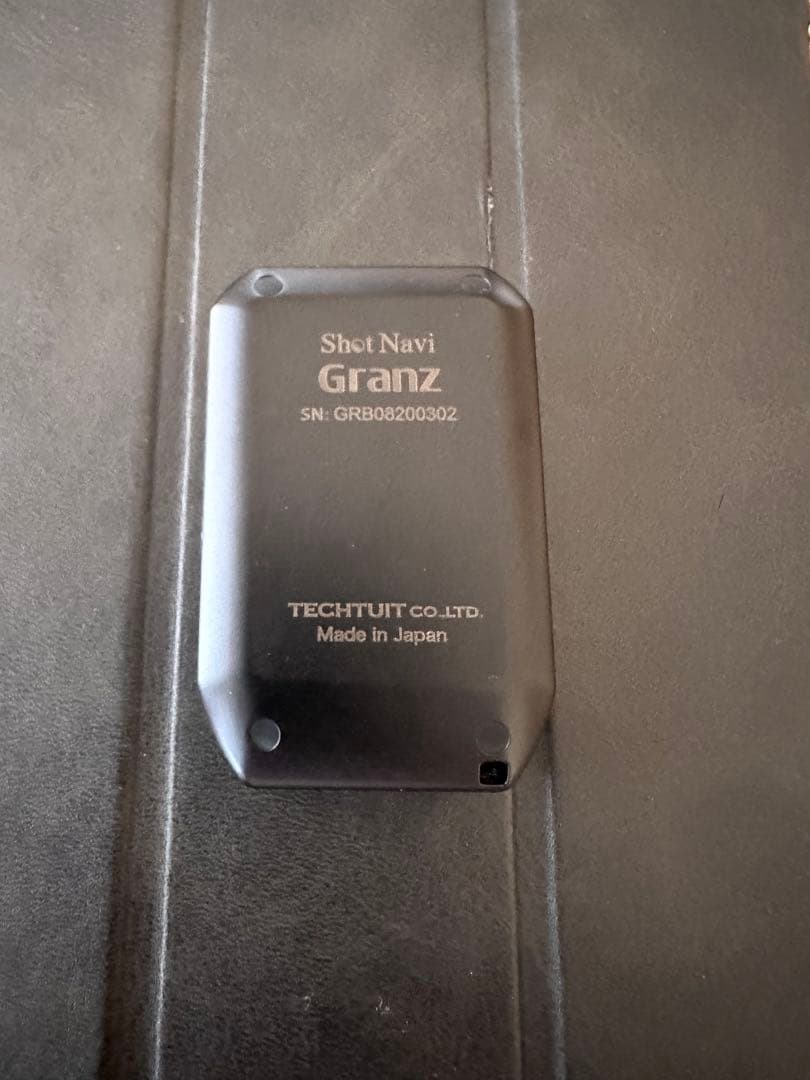 Shot Navi
Granz
SN: GRB08200302
TECHTUIT CO.,LTD.
Made in Japan